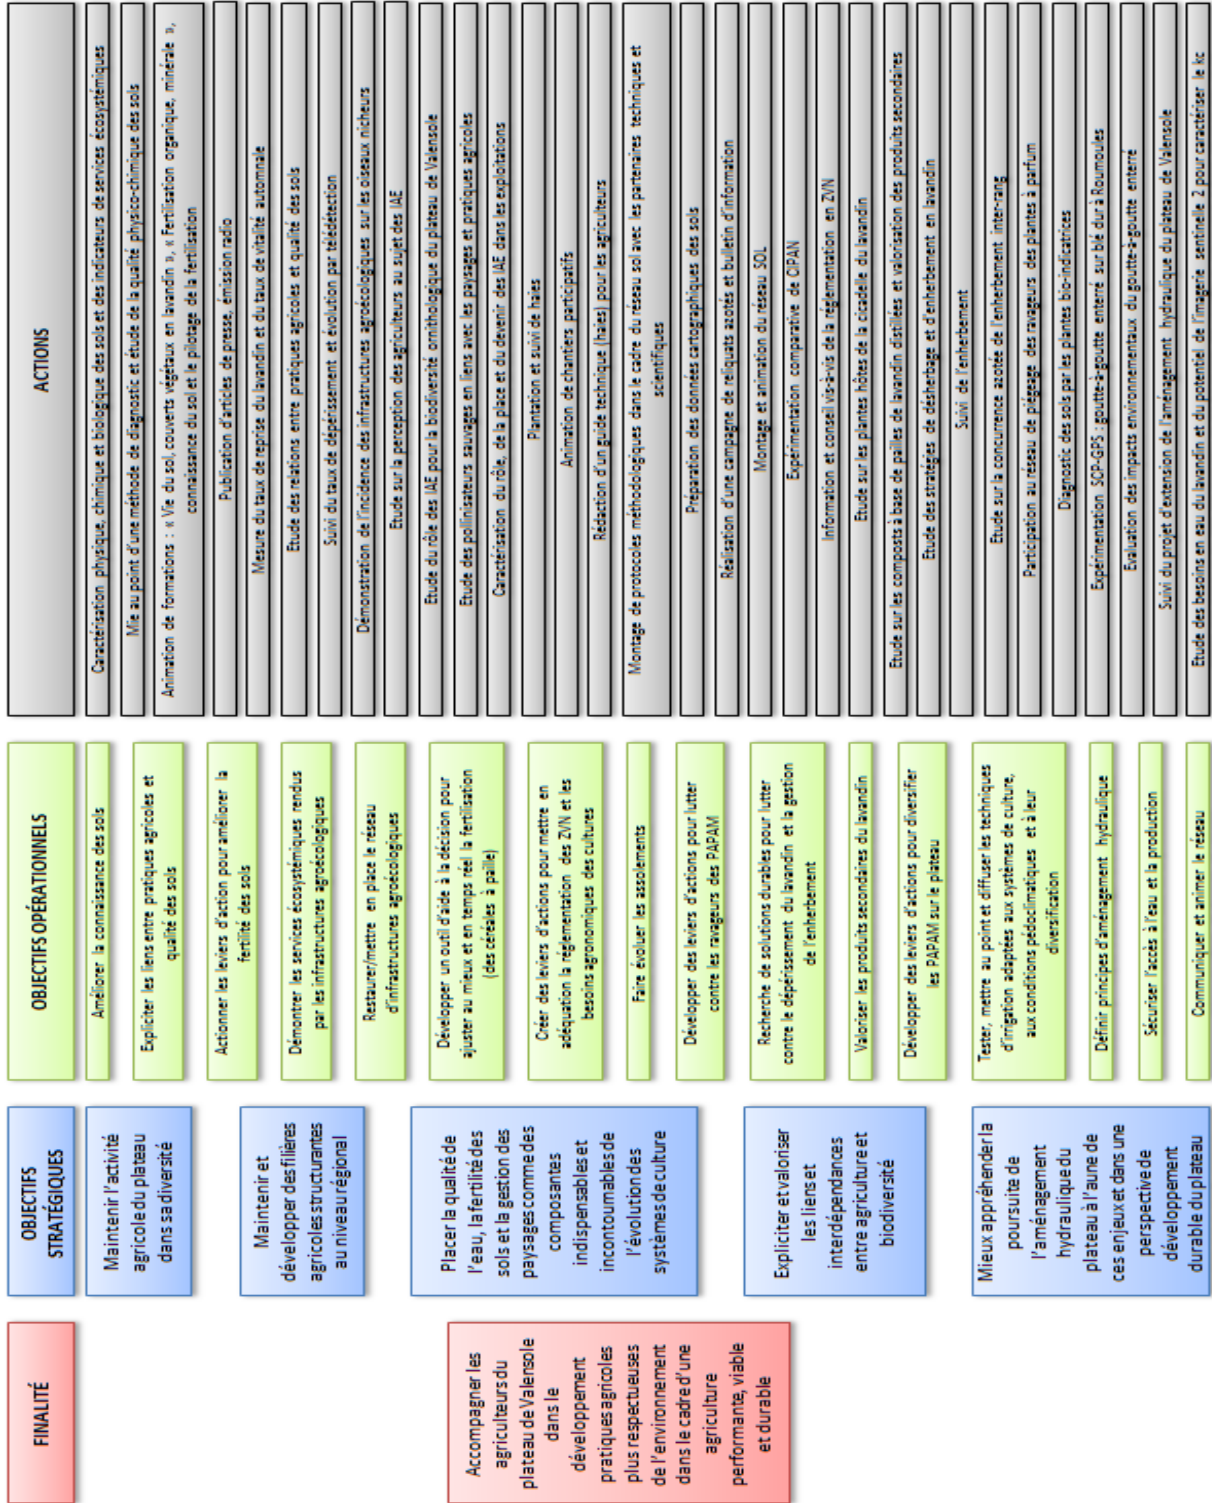 FINALITÉ
Accompagner les
agriculteurs du
plateau de Valensole
dans le
développement
pratiques agricoles
plus respectueuses
de l'environnement
dans le cadre d'une
agriculture
performante, viable
et durable
OBJECTIFS
STRATÉGIQUES
Maintenir l'activité
agricole du plateau
dans sa diversité
Maintenir et
développer des filières
agricoles structurantes
au niveau régional
Placer la qualité de
l'eau, la fertilité des
sols et la gestion des
paysages comme des
composantes
indispensables et
incontournables de
l'évolution des
systèmes de culture
Expliciter et valoriser
les liens et
interdépendances
entre agriculture et
biodiversité
Mieux appréhender la
poursuite de
l'aménagement
hydraulique du
plateau à l'aune de
ces enjeux et dans une
perspective de
développement
durable du plateau
OBJECTIFS OPÉRATIONNELS
Améliorer la connaissance des sols
Expliciter les liens entre pratiques agricoles et
qualité des sols
Actionner les leviers d'action pour améliorer la
fertilité des sols
Démontrer les services écosystémiques rendus
par les infrastructures agroécologiques
Restaurer/mettre en place le réseau
d'infrastructures agroécologiques
Développer un outil d'aide à la décision pour
ajuster au mieux et en temps réel la fertilisation
(des céréales à paille)
Créer des leviers d'actions pour mettre en
adéquation la réglementation des ZVN et les
besoins agronomiques des cultures
Faire évoluer les assolements
Développer des leviers d'actions pour lutter
contre les ravageurs des PAPAM
Recherche de solutions durables pour lutter
contre le dépérissement du lavandin et la gestion
de l'enherbement
Valoriser les produits secondaires du lavandin
Développer des leviers d'actions pour diversifier
les PAPAM sur le plateau
Tester, mettre au point et diffuser les techniques
d'irrigation adaptées aux systèmes de culture,
aux conditions pédoclimatiques et à leur
diversification
Définir principes d'aménagement hydraulique
Sécuriser l'accès à l'eau et la production
Communiquer et animer le réseau
ACTIONS
Caractérisation physique, chimique et biologique des sols et des indicateurs de services écosystémiques
Mie au point d'une méthode de diagnostic et étude de la qualité physico-chimique des sols
Animation de formations : « Vie du sol, couverts végétaux en lavandin », « Fertilisation organique, minérale »,
connaissance du sol et le pilotage de la fertilisation
Publication d'articles de presse, émission radio
Mesure du taux de reprise du lavandin et du taux de vitalité automnale
Etude des relations entre pratiques agricoles et qualité des sols
Suivi du taux de dépérissement et évolution par télédétection
Démonstration de l'incidence des infrastructures agroécologiques sur les oiseaux nicheurs
Etude sur la perception des agriculteurs au sujet des IAE
Etude du rôle des IAE pour la biodiversité ornithologique du plateau de Valensole
Etude des pollinisateurs sauvages en liens avec les paysages et pratiques agricoles
Caractérisation du rôle, de la place et du devenir des IAE dans les exploitations
Plantation et suivi de haies
Animation de chantiers participatifs
Rédaction d'un guide technique (haies) pour les agriculteurs
Montage de protocoles méthodologiques dans le cadre du réseau sol avec les partenaires techniques et
scientifiques
Préparation des données cartographiques des sols
Réalisation d'une campagne de reliquats azotés et bulletin d'information
Montage et animation du réseau SOL
Expérimentation comparative de CIPAN
Information et conseil vis-à-vis de la réglementation en ZVN
Etude sur les plantes hôtes de la cicadelle du lavandin
Etude sur les composts à base de pailles de lavandin distillées et valorisation des produits secondaires
Etude des stratégies de désherbage et d'enherbement en lavandin
Suivi de l'enherbement
Etude sur la concurrence azotée de l'enherbement inter-rang
Participation au réseau de piégeage des ravageurs des plantes à parfum
Diagnostic des sols par les plantes bio-indicatrices
Expérimentation SCP-GPS : goutte-à-goutte enterré sur blé dur à Roumoules
Evaluation des impacts environnementaux du goutte-à-goutte enterré
Suivi du projet d'extension de l'aménagement hydraulique du plateau de Valensole
Etude des besoins en eau du lavandin et du potentiel de l'imagerie sentinelle 2 pour caractériser le kc